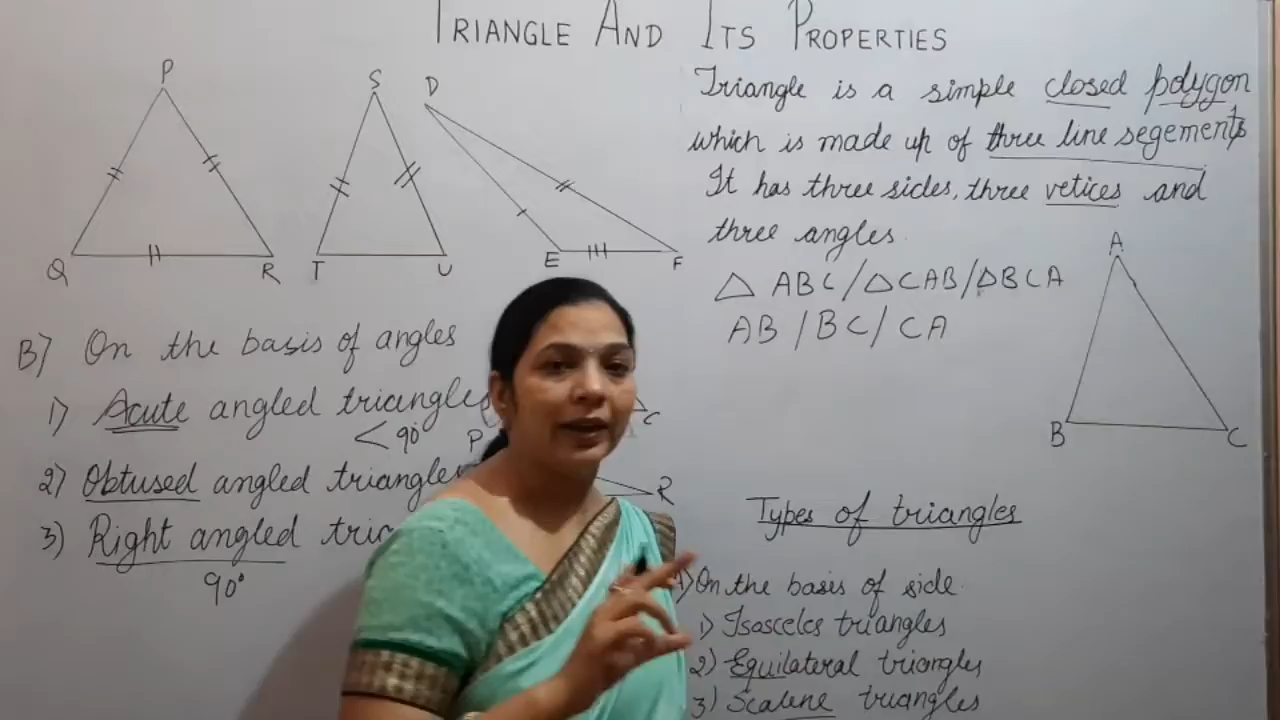 TRIANGLE AND ITS PROPERTIES
Triangle is a simple closed polygon
which is made up of three line segements
It has three sides, three vetices and
three angles.
△ ABC/△CAB/△BCA
AB/BC/CA
A
B
C
P
Q
R
S
T
U
D
E
F
B) On the basis of angles
1) Acute angled triangles
< 90°
2) Obtused angled triangles
3) Right angled
90°
C
P
R
Types of triangles
A) On the basis of side.
1) Isosceles triangles
2) Equilateral triangles
3) Scalene triangles